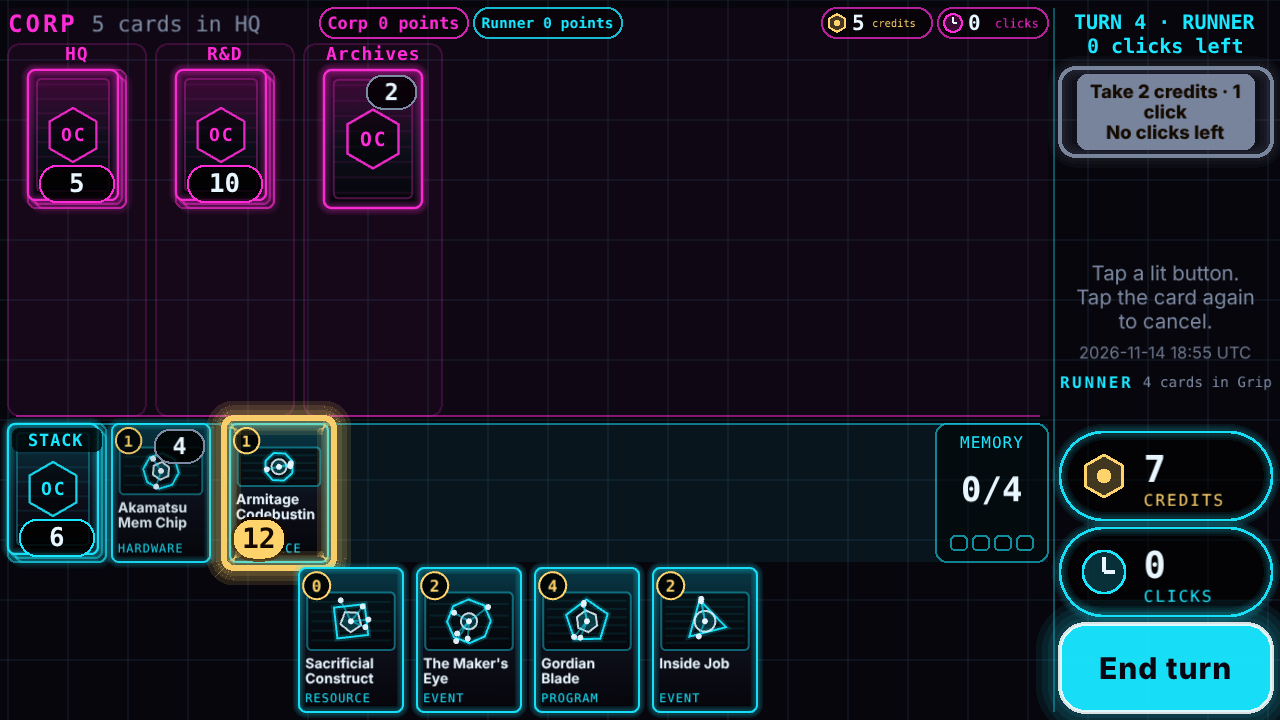 CORP 5 cards in HQ
Corp 0 points
Runner 0 points
5 credits
0 clicks
TURN 4 · RUNNER
0 clicks left
Take 2 credits · 1
click
No clicks left
HQ
R&D
Archives
OC
5
OC
10
2
OC
Tap a lit button.
Tap the card again
to cancel.
2026-11-14 18:55 UTC
RUNNER 4 cards in Grip
STACK
OC
6
1
4
Akamatsu
Mem Chip
HARDWARE
1
Armitage
Codebustin
12
CE
MEMORY
0/4
7
CREDITS
0
CLICKS
End turn
0
Sacrificial
Construct
RESOURCE
2
The Maker's
Eye
EVENT
4
Gordian
Blade
PROGRAM
2
Inside Job
EVENT